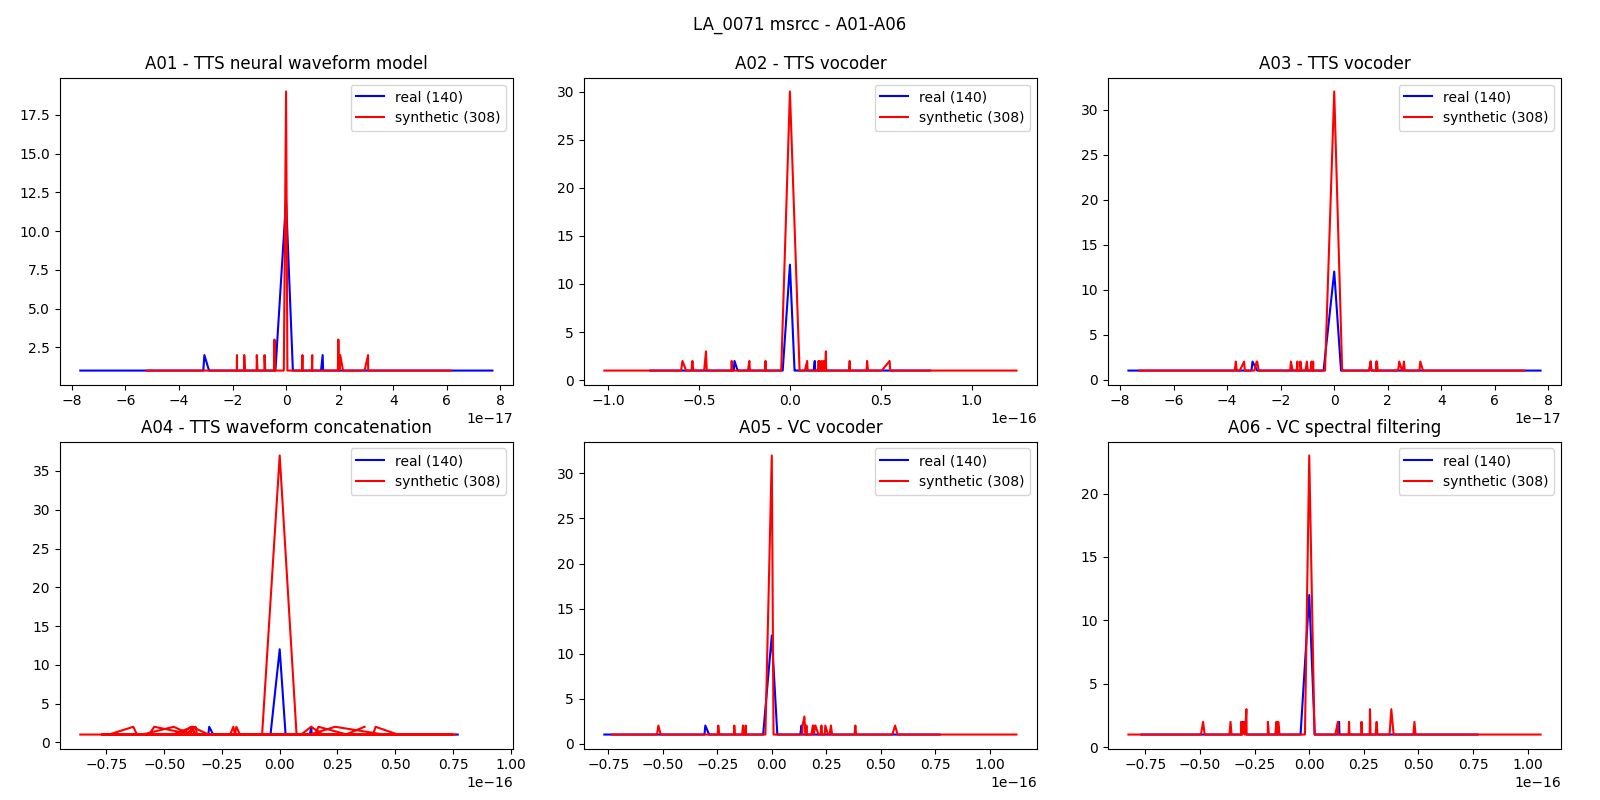 LA_0071 msrcc - A01-A06
A01 - TTS neural waveform model
real (140)
synthetic (308)
17.5
15.0
12.5
10.0
7.5
5.0
2.5
−8 −6 −4 −2 0 2 4 6 8
1e−17
A02 - TTS vocoder
real (140)
synthetic (308)
30
25
20
15
10
5
0
−1.0 −0.5 0.0 0.5 1.0
1e−16
A03 - TTS vocoder
real (140)
synthetic (308)
30
25
20
15
10
5
0
−8 −6 −4 −2 0 2 4 6 8
1e−17
A04 - TTS waveform concatenation
real (140)
synthetic (308)
35
30
25
20
15
10
5
0
−0.75 −0.50 −0.25 0.00 0.25 0.50 0.75 1.00
1e−16
A05 - VC vocoder
real (140)
synthetic (308)
30
25
20
15
10
5
0
−0.75 −0.50 −0.25 0.00 0.25 0.50 0.75 1.00
1e−16
A06 - VC spectral filtering
real (140)
synthetic (308)
20
15
10
5
0
−0.75 −0.50 −0.25 0.00 0.25 0.50 0.75 1.00
1e−16